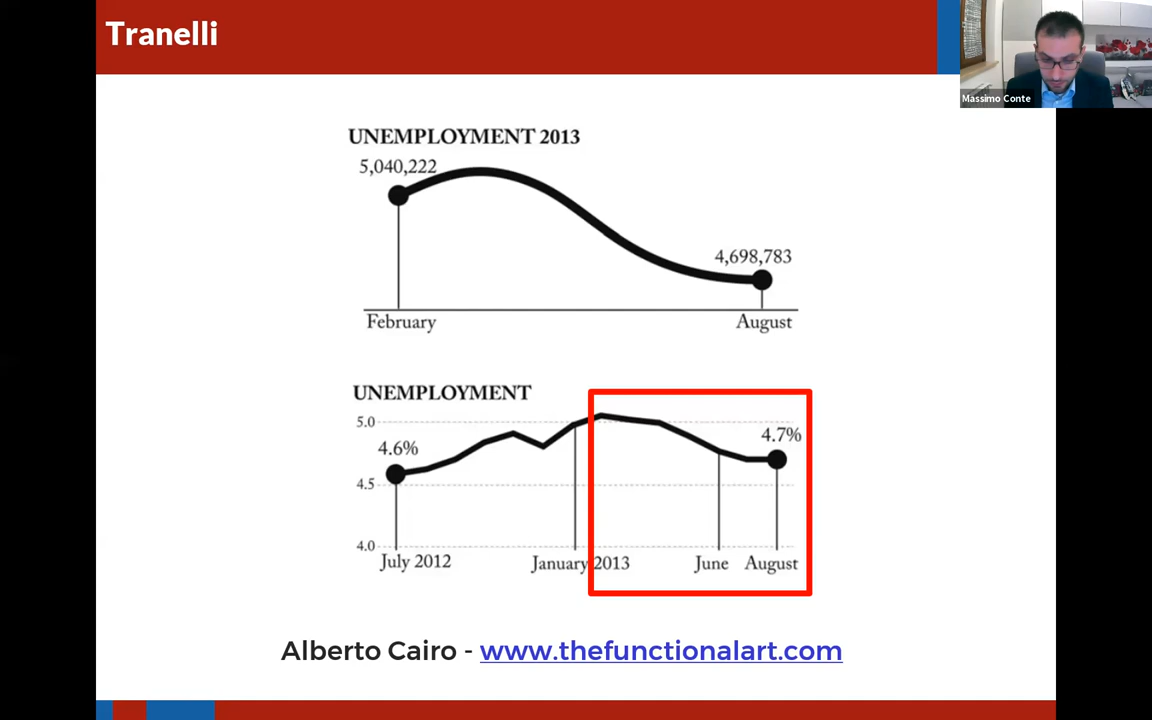 Tranelli
Massimo Conte
UNEMPLOYMENT 2013
5,040,222
4,698,783
February August
UNEMPLOYMENT
5.0
4.7%
4.6%
4.5
4.0
July 2012 January 2013 June August
Alberto Cairo - www.thefunctionalart.com